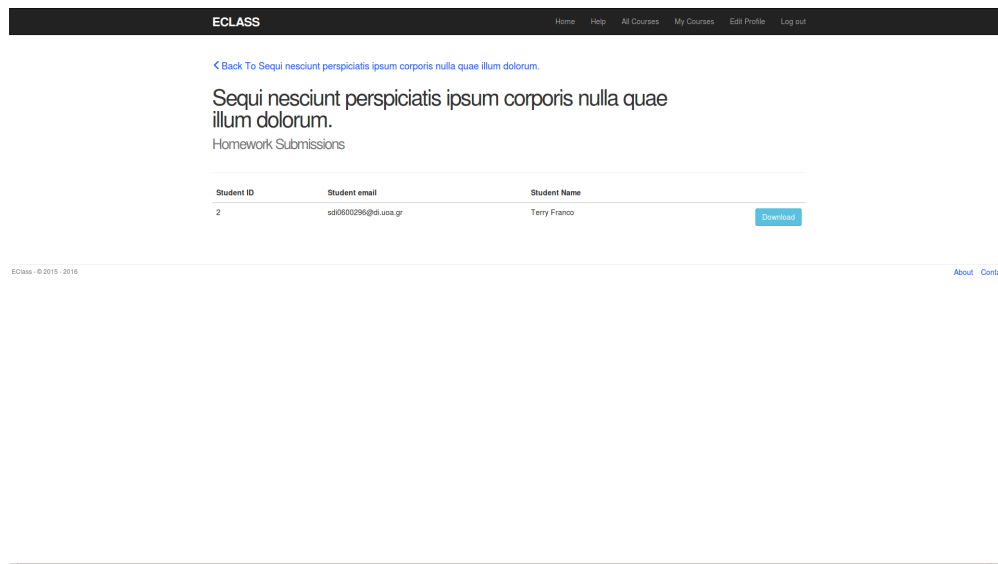 ECLASS Home Help All Courses My Courses Edit Profile Log out
Back To Sequi nesciunt perspiciatis ipsum corporis nulla quae illum dolorum.
Sequi nesciunt perspiciatis ipsum corporis nulla quae
illum dolorum.
Homework Submissions
Student ID Student email Student Name
2 sdi0600296@di.uoa.gr Terry Franco Download
EClass - © 2015 - 2016 About Conta